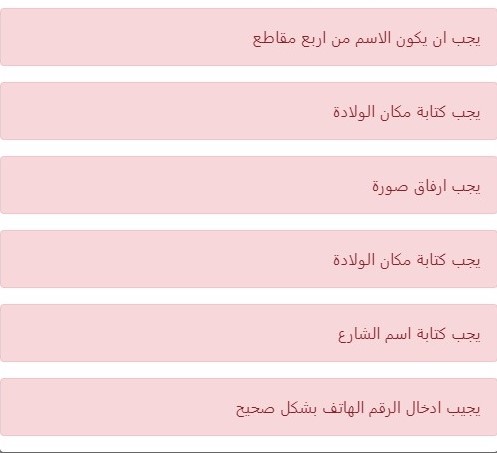 يجب ان يكون الاسم من اربع مقاطع
يجب كتابة مكان الولادة
يجب ارفاق صورة
يجب كتابة مكان الولادة
يجب كتابة اسم الشارع
يجيب ادخال الرقم الهاتف بشكل صحيح